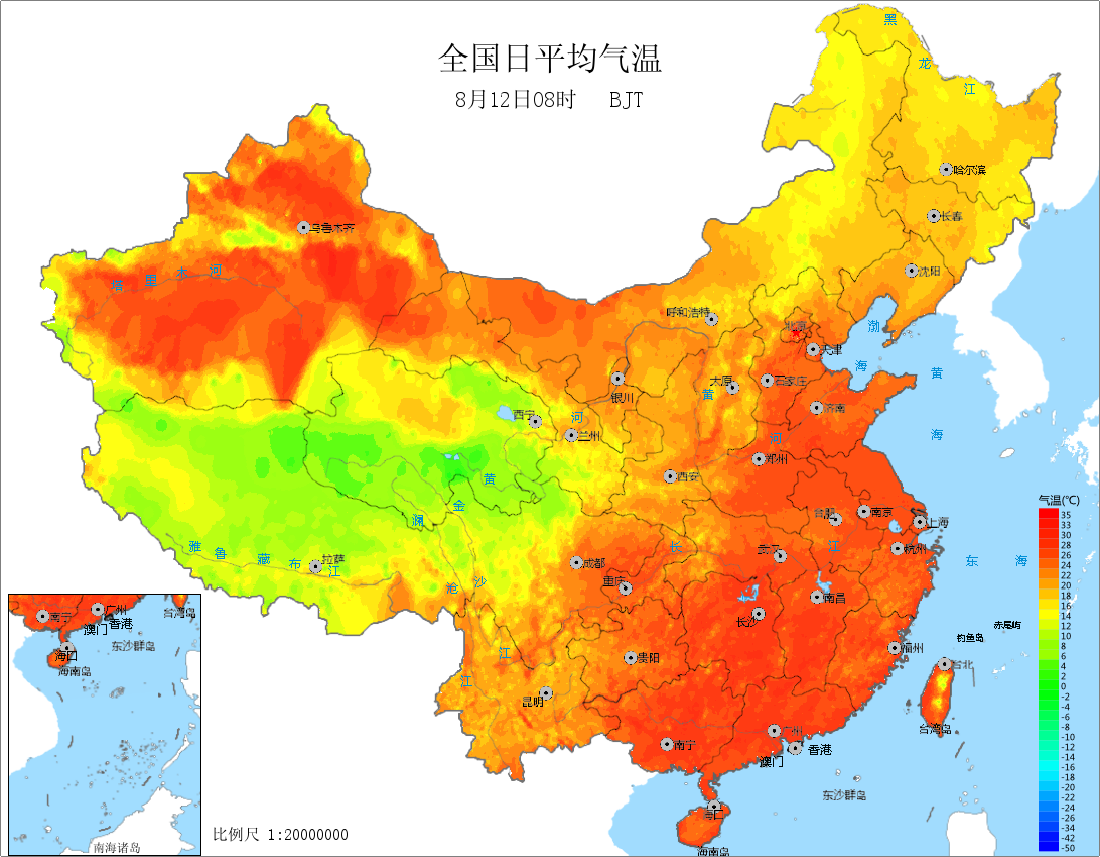 全国日平均气温
8月12日08时 BJT
黑
龙
江
哈尔滨
长春
乌鲁木齐
沈阳
塔 里 木 河
呼和浩特
北京
渤
天津
海
黄
太原
石家庄
银川
黄
济南
西宁
河
兰州
海
河
郑州
西安
黄
气温(℃)
金
澜
南京
合肥
上海
35
33
30
28
26
24
22
20
18
16
14
12
10
8
6
4
2
0
-2
-4
-6
-8
-10
-12
-14
-16
-18
-20
-22
-24
-26
-34
-42
-50
雅 鲁 藏 布 江
拉萨
长
江
武汉
杭州
东 海
成都
重庆
沧
沙
南昌
长沙
赤尾屿
钓鱼岛
江
贵阳
福州
台北
江
昆明
台湾岛
广州
南宁
香港
澳门
东沙群岛
海口
海南岛
南宁
广州
台湾岛
澳门
香港
海口
东沙群岛
海南岛
南海诸岛
比例尺 1:20000000